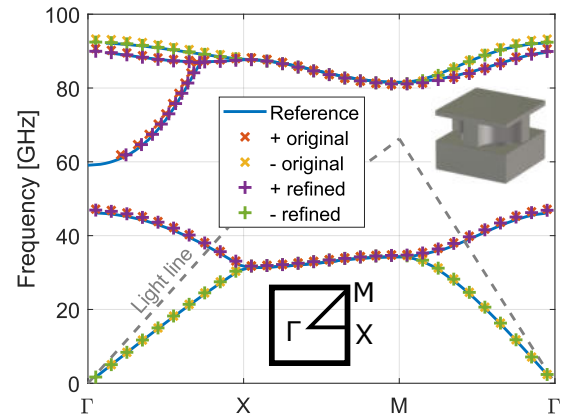 100
80
60
40
20
0
Frequency [GHz]
Reference
+ original
- original
+ refined
- refined
Light line
M
Γ
X
Γ
X
M
Γ